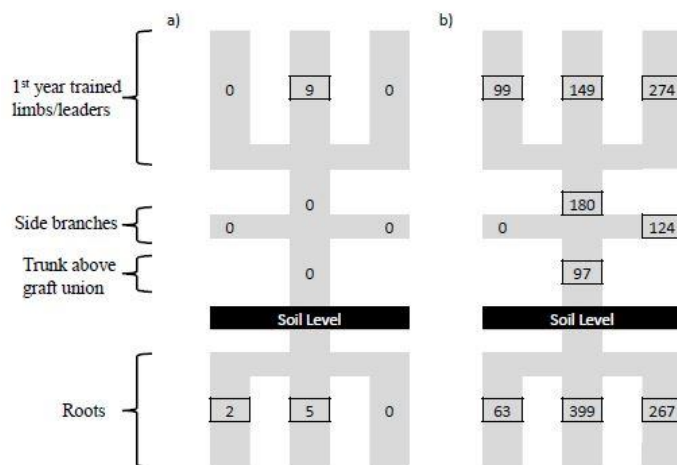 a)
b)
1st year trained
limbs/leaders
0 9 0
99 149 274
0
180
Side branches
0 0
0 124
Trunk above
graft union
0
97
Soil Level
Soil Level
Roots
2 5 0
63 399 267